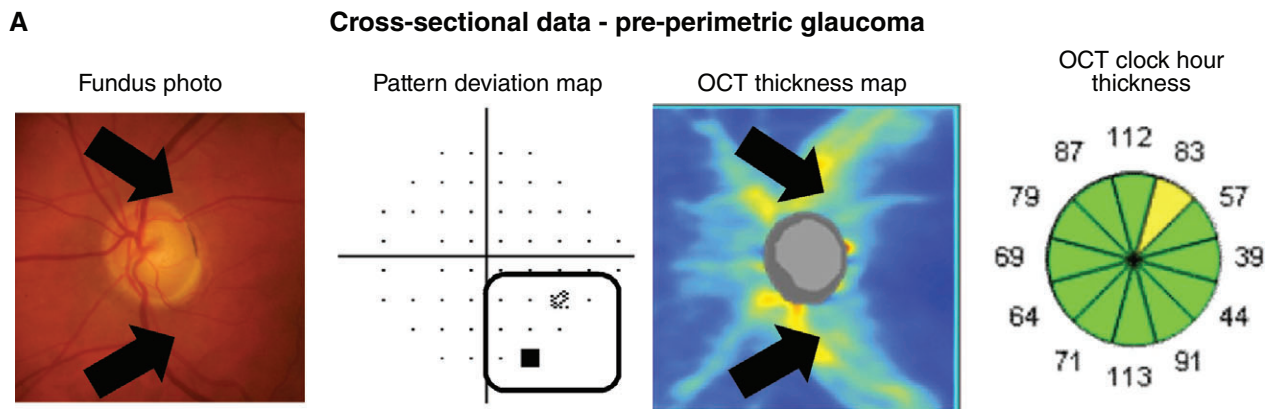 A
Cross-sectional data - pre-perimetric glaucoma
Fundus photo
Pattern deviation map
OCT thickness map
OCT clock hour
thickness
112
83
57
39
44
91
113
71
64
69
79
87